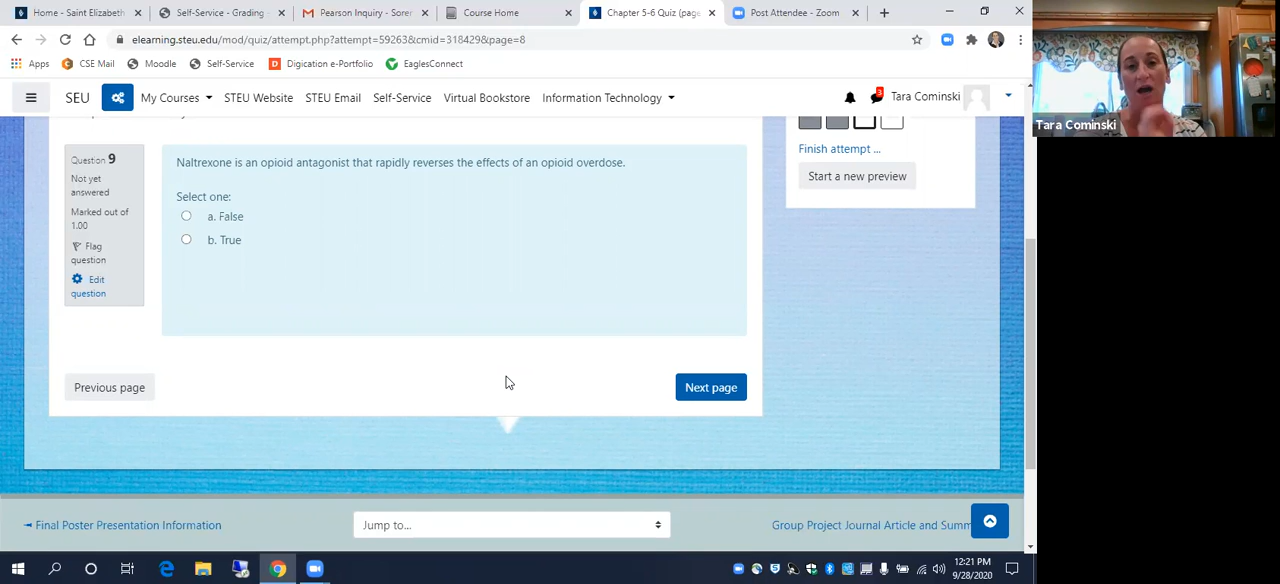 Home - Saint Elizabeth
Self-Service - Grading
Pearson Inquiry - Sorer
Course Home
Chapter 5-6 Quiz (page
Post Attendee - Zoom
elearning.steu.edu/mod/quiz/attempt.php?attempt=59263&cmid=318429&page=8
Apps
CSE Mail
Moodle
Self-Service
Digication e-Portfolio
EaglesConnect
SEU
My Courses
SEU Website
SEU Email
Self-Service
Virtual Bookstore
Information Technology
3
Tara Cominski
Tara Cominski
Question 9
Not yet
answered
Marked out of
1.00
Flag
question
Edit
question
Naltrexone is an opioid antagonist that rapidly reverses the effects of an opioid overdose.
Select one:
a. False
b. True
Finish attempt ...
Start a new preview
Previous page
Next page
Final Poster Presentation Information
Jump to...
Group Project Journal Article and Summ
12:21 PM
9/28/2020